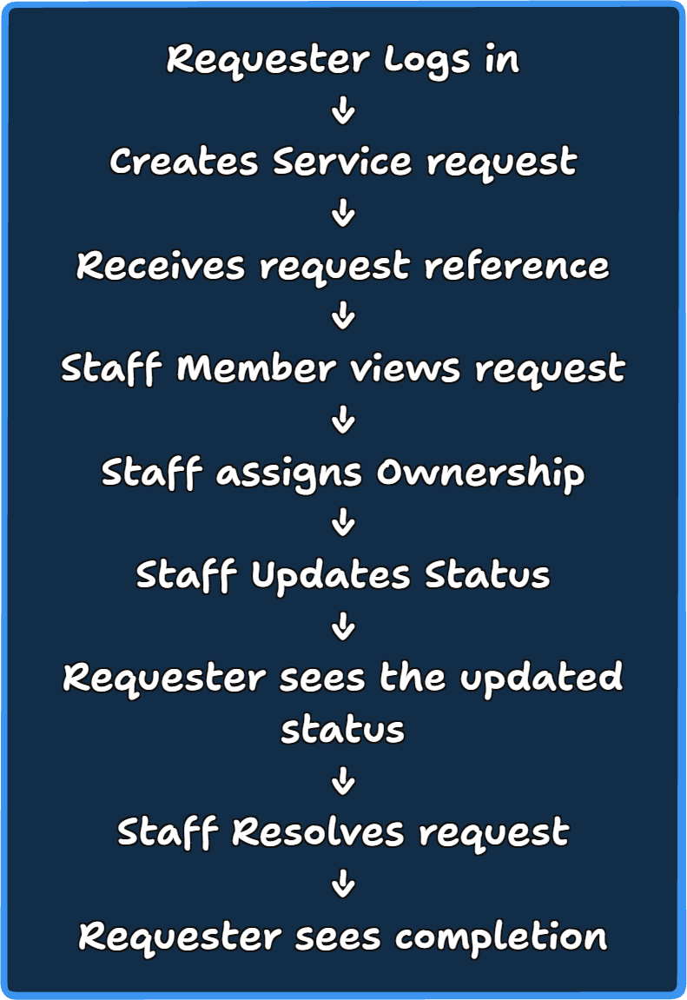 Requester Logs in
↓
Creates Service request
↓
Receives request reference
↓
Staff Member views request
↓
Staff assigns Ownership
↓
Staff Updates Status
↓
Requester sees the updated
status
↓
Staff Resolves request
↓
Requester sees completion